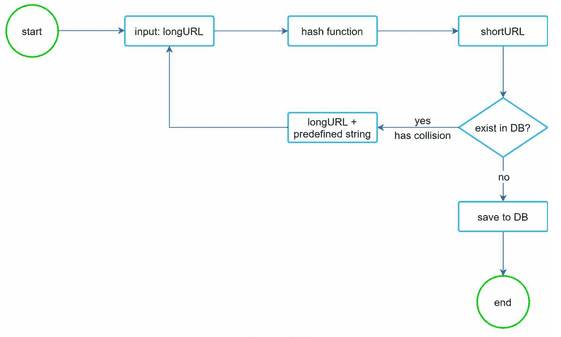 start
input: longURL
hash function
shortURL
longURL +
predefined string
yes
has collision
exist in DB?
no
save to DB
end